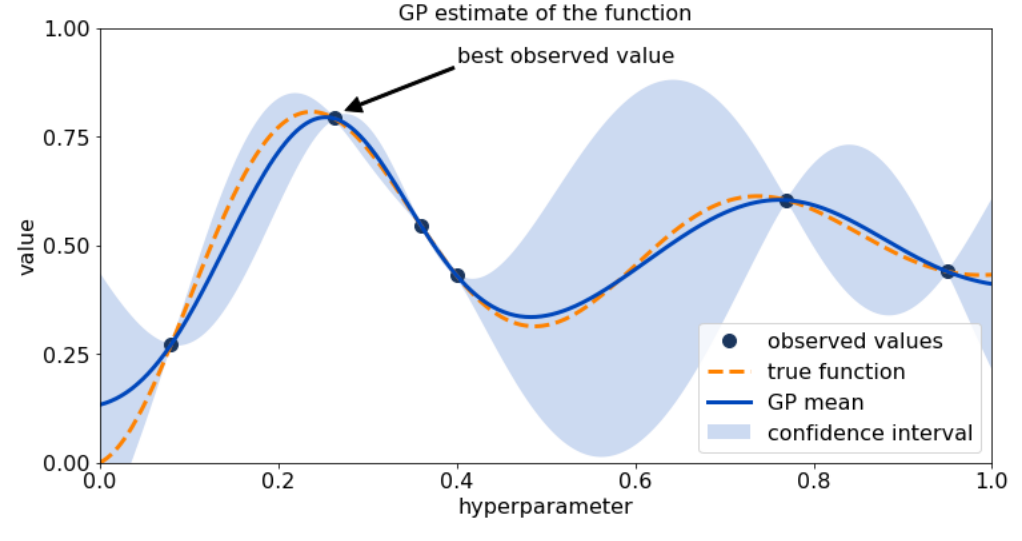 GP estimate of the function
best observed value
1.00
0.75
0.50
0.25
0.00
value
observed values
true function
GP mean
confidence interval
0.0 0.2 0.4 0.6 0.8 1.0
hyperparameter